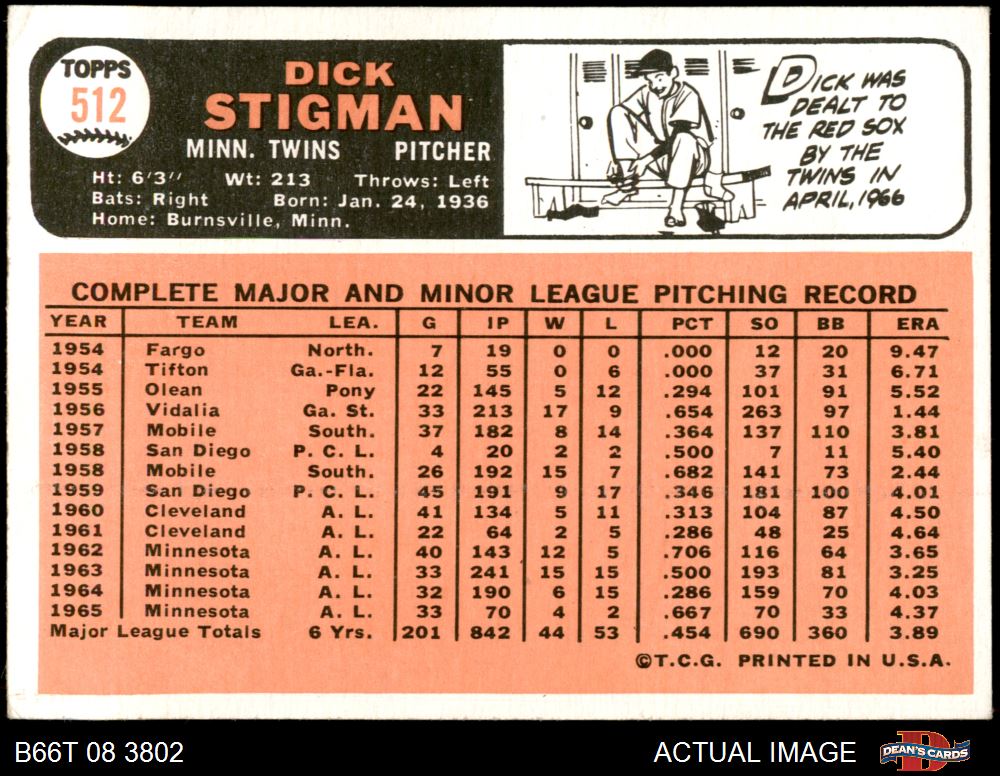 TOPPS
512
DICK
STIGMAN
MINN. TWINS PITCHER
Ht: 6'3" Wt: 213 Throws: Left
Bats: Right Born: Jan. 24, 1936
Home: Burnsville, Minn.
DICK WAS
DEALT TO
THE RED SOX
BY THE
TWINS IN
APRIL, 1966
COMPLETE MAJOR AND MINOR LEAGUE PITCHING RECORD
YEAR TEAM LEA. G IP W L PCT SO BB ERA
1954 Fargo North. 7 19 0 0 .000 12 20 9.47
1954 Tifton Ga.-Fla. 12 55 0 6 .000 37 31 6.71
1955 Olean Pony 22 145 5 12 .294 101 91 5.52
1956 Vidalia Ga. St. 33 213 17 9 .654 263 97 1.44
1957 Mobile South. 37 182 8 14 .364 137 110 3.81
1958 San Diego P. C. L. 4 20 2 2 .500 7 11 5.40
1958 Mobile South. 26 192 15 7 .682 141 73 2.44
1959 San Diego P. C. L. 45 191 9 17 .346 181 100 4.01
1960 Cleveland A. L. 41 134 5 11 .313 104 87 4.50
1961 Cleveland A. L. 22 64 2 5 .286 48 25 4.64
1962 Minnesota A. L. 40 143 12 5 .706 116 64 3.65
1963 Minnesota A. L. 33 241 15 15 .500 193 81 3.25
1964 Minnesota A. L. 32 190 6 15 .286 159 70 4.03
1965 Minnesota A. L. 33 70 4 2 .667 70 33 4.37
Major League Totals 6 Yrs. 201 842 44 53 .454 690 360 3.89
©T.C.G. PRINTED IN U.S.A.
B66T 08 3802 ACTUAL IMAGE DEAN'S CARDS